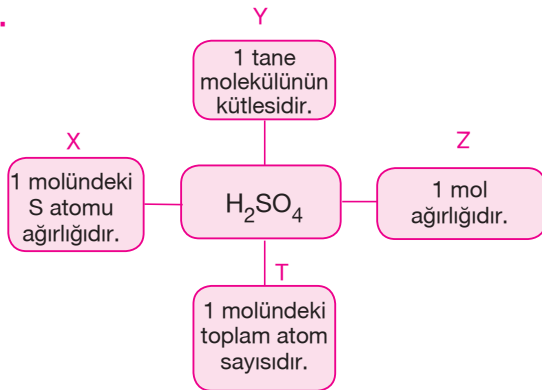 .
Y
1 tane
molekülünün
kütlesidir.
X
Z
1 molündeki
S atomu
ağırlığıdır.
H₂SO₄
1 mol
ağırlığıdır.
T
1 molündeki
toplam atom
sayısıdır.